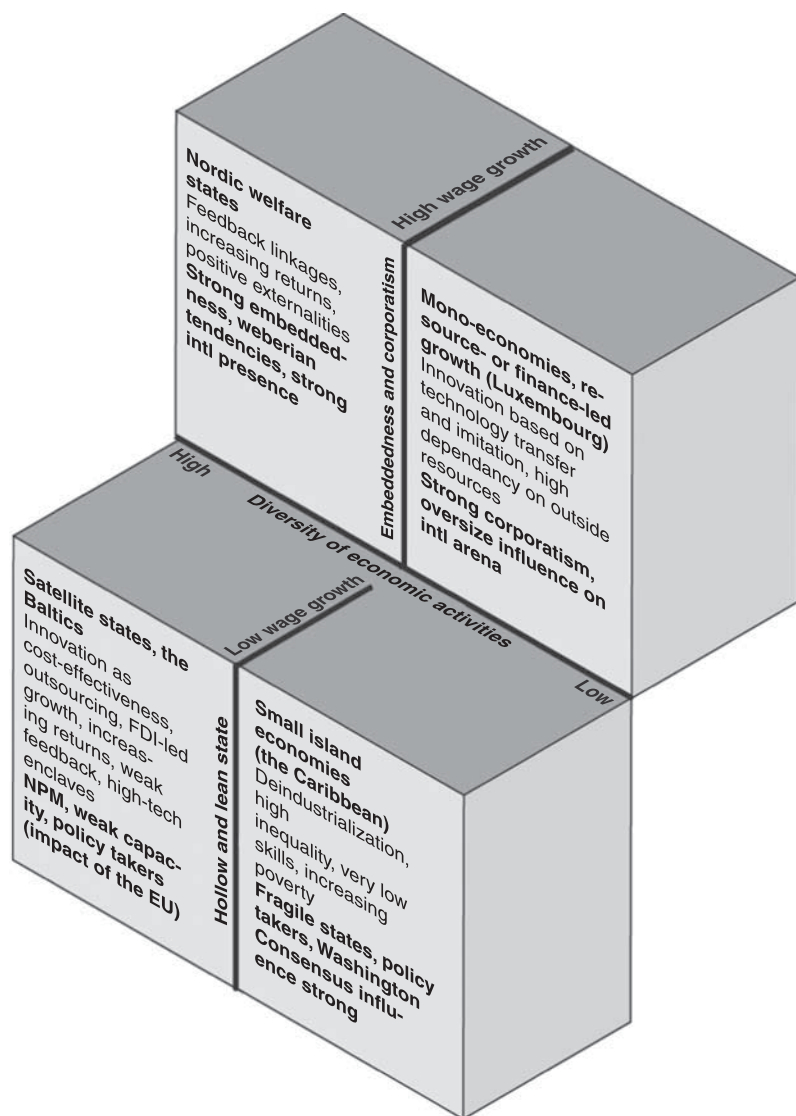 High wage growth
Nordic welfare
states
Feedback linkages,
increasing returns,
positive externalities
Strong embedded-
ness, weberian
tendencies, strong
intl presence
Embeddedness and corporatism
Mono-economies, re-
source- or finance-led
growth (Luxembourg)
Innovation based on
technology transfer
and imitation, high
dependancy on outside
resources
Strong corporatism,
oversize influence on
intl arena
High
Diversity of economic activities
Low
Low wage growth
Satellite states, the
Baltics
Innovation as
cost-effectiveness,
outsourcing, FDI-led
growth, increas-
ing returns, weak
feedback, high-tech
enclaves
NPM, weak capac-
ity, policy takers
(impact of the EU)
Hollow and lean state
Small island
economies
(the Caribbean)
Deindustrialization,
high
inequality, very low
skills, increasing
poverty
Fragile states, policy
takers, Washington
Consensus influ-
ence strong